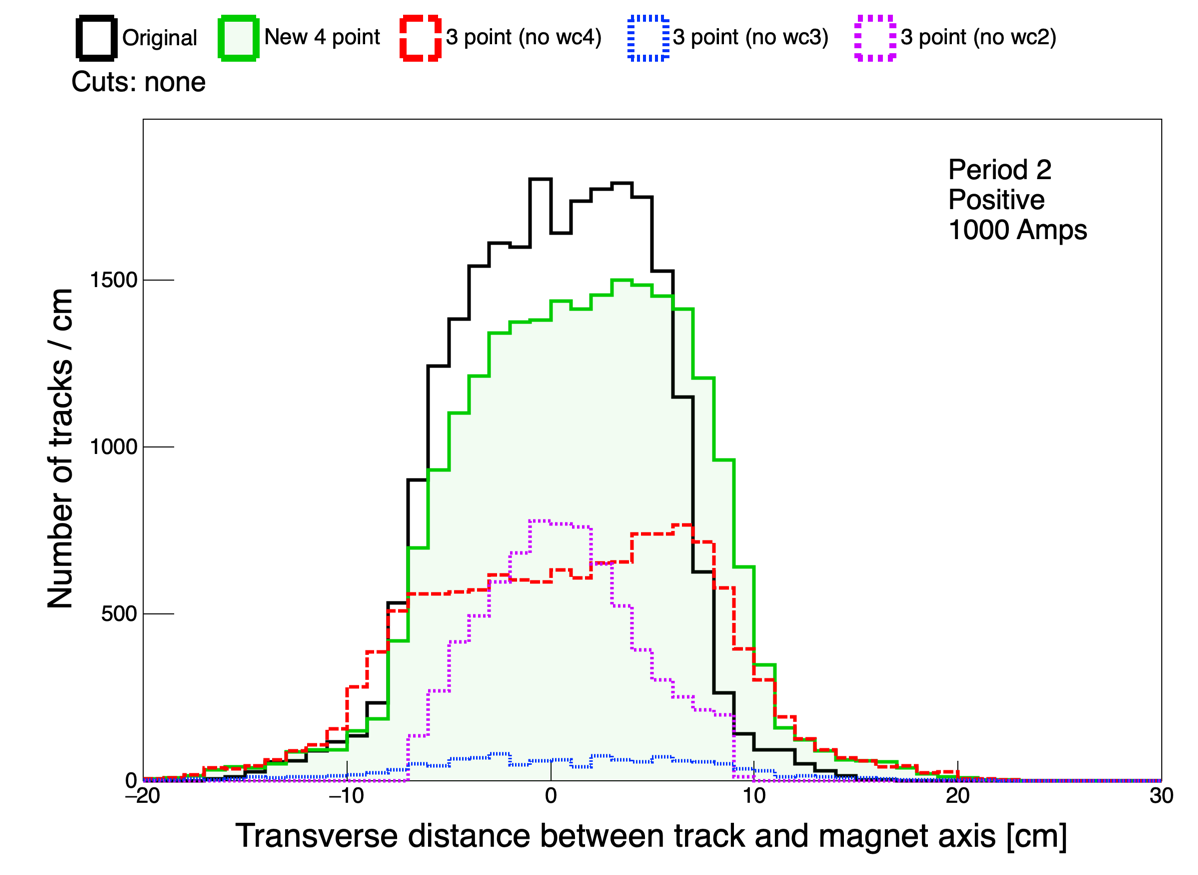 Original New 4 point 3 point (no wc4) 3 point (no wc3) 3 point (no wc2)
Cuts: none
Period 2
Positive
1000 Amps
Number of tracks / cm
1500
1000
500
0
−20 −10 0 10 20 30
Transverse distance between track and magnet axis [cm]